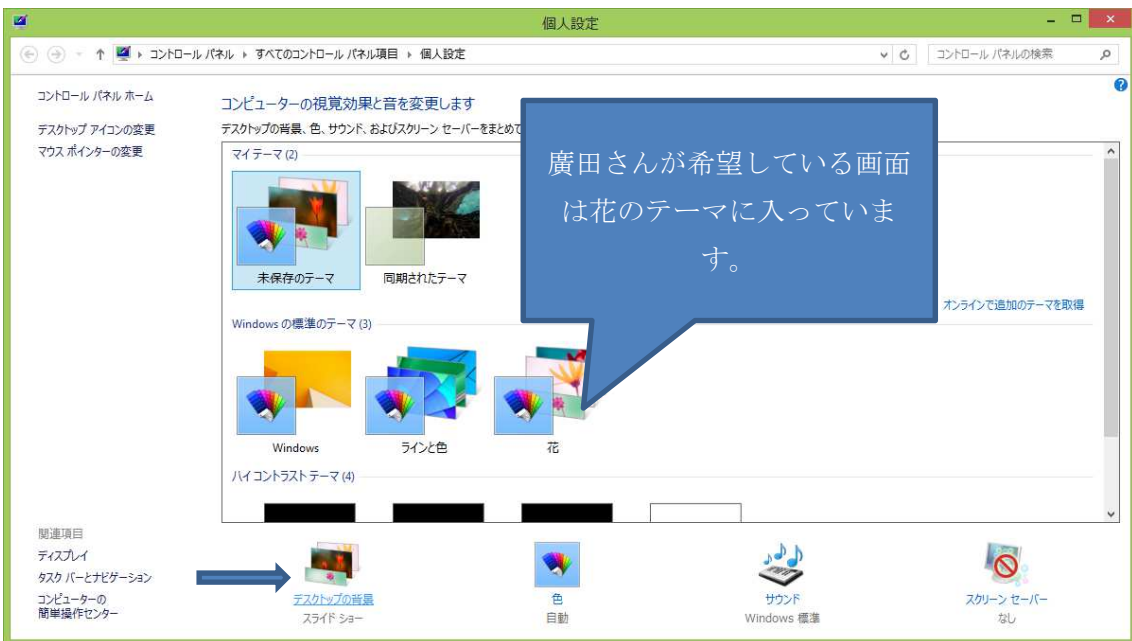 個人設定
コントロール パネル ▸ すべてのコントロール パネル項目 ▸ 個人設定
コントロール パネルの検索
コントロール パネル ホーム
デスクトップ アイコンの変更
マウス ポインターの変更
コンピューターの視覚効果と音を変更します
デスクトップの背景、色、サウンド、およびスクリーン セーバーをまとめて
廣田さんが希望している画面
は花のテーマに入っていま
す。
マイ テーマ (2)
未保存のテーマ
同期されたテーマ
オンラインで追加のテーマを取得
Windows の標準のテーマ (3)
Windows
ラインと色
花
ハイ コントラスト テーマ (4)
関連項目
ディスプレイ
タスク バーとナビゲーション
コンピューターの
簡単操作センター
デスクトップの背景
スライド ショー
色
自動
サウンド
Windows 標準
スクリーン セーバー
なし